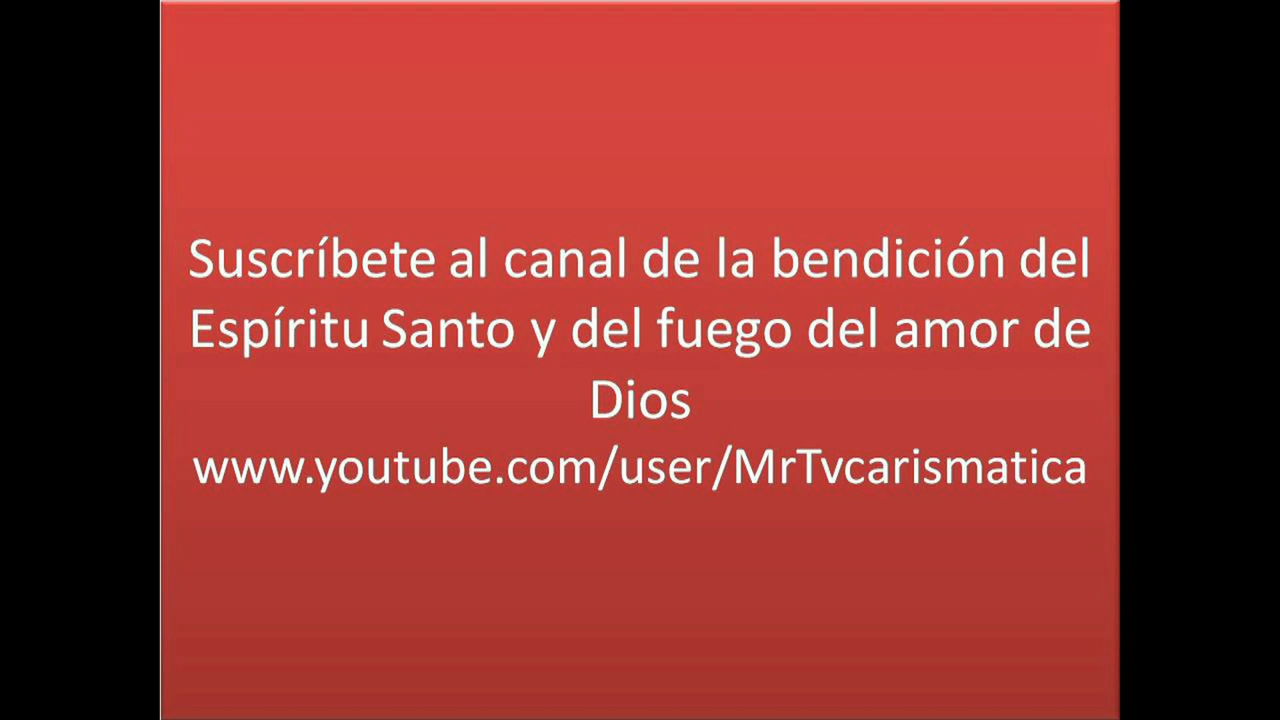 Suscríbete al canal de la bendición del
Espíritu Santo y del fuego del amor de
Dios
www.youtube.com/user/MrTvcarismatica